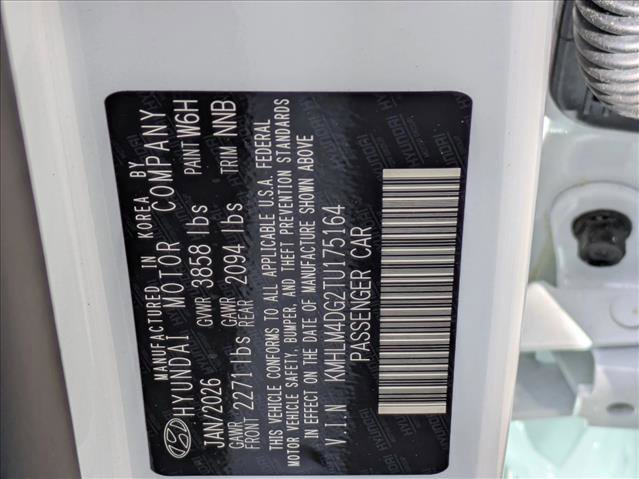 MANUFACTURED IN KOREA BY
HYUNDAI MOTOR COMPANY
JAN/2026 GVWR 3858 lbs PAINT W6H
GAWR FRONT 2271 lbs GAWR REAR 2094 lbs TRIM NNB
THIS VEHICLE CONFORMS TO ALL APPLICABLE U.S.A. FEDERAL
MOTOR VEHICLE SAFETY, BUMPER, AND THEFT PREVENTION STANDARDS
IN EFFECT ON THE DATE OF MANUFACTURE SHOWN ABOVE
V.I.N KMHLM4DG2TU175164
PASSENGER CAR